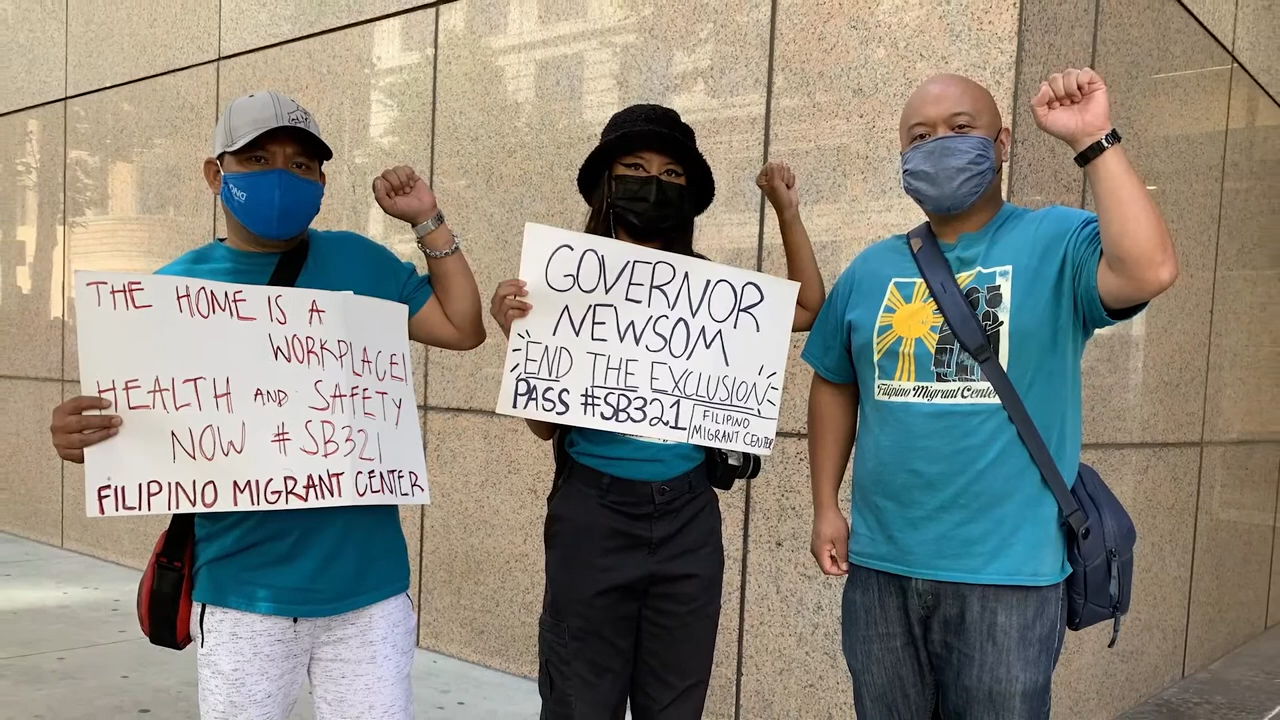 THE HOME IS A
WORKPLACE!
HEALTH AND SAFETY
NOW #SB321
FILIPINO MIGRANT CENTER
GOVERNOR
NEWSOM
END THE EXCLUSION
PASS #SB321
FILIPINO
MIGRANT CENTER
Filipino Migrant Center